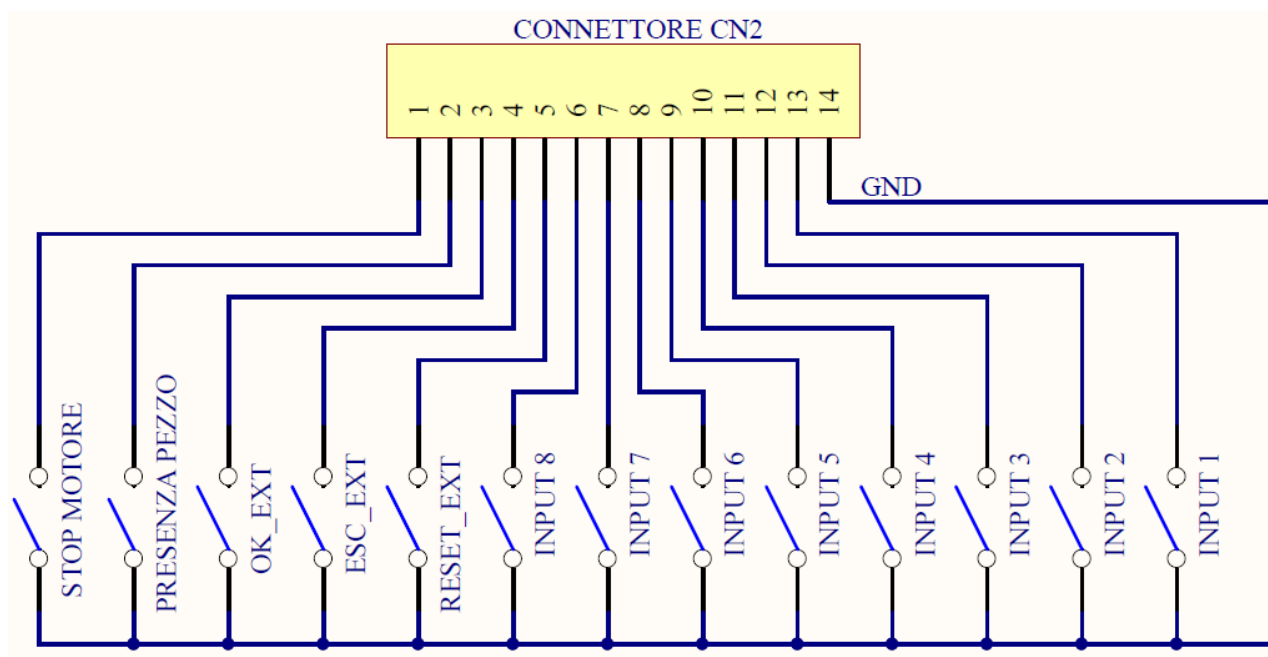 CONNETTORE CN2
1
2
3
4
5
6
7
8
9
10
11
12
13
14
GND
STOP MOTORE
PRESENZA PEZZO
OK_EXT
ESC_EXT
RESET_EXT
INPUT 8
INPUT 7
INPUT 6
INPUT 5
INPUT 4
INPUT 3
INPUT 2
INPUT 1